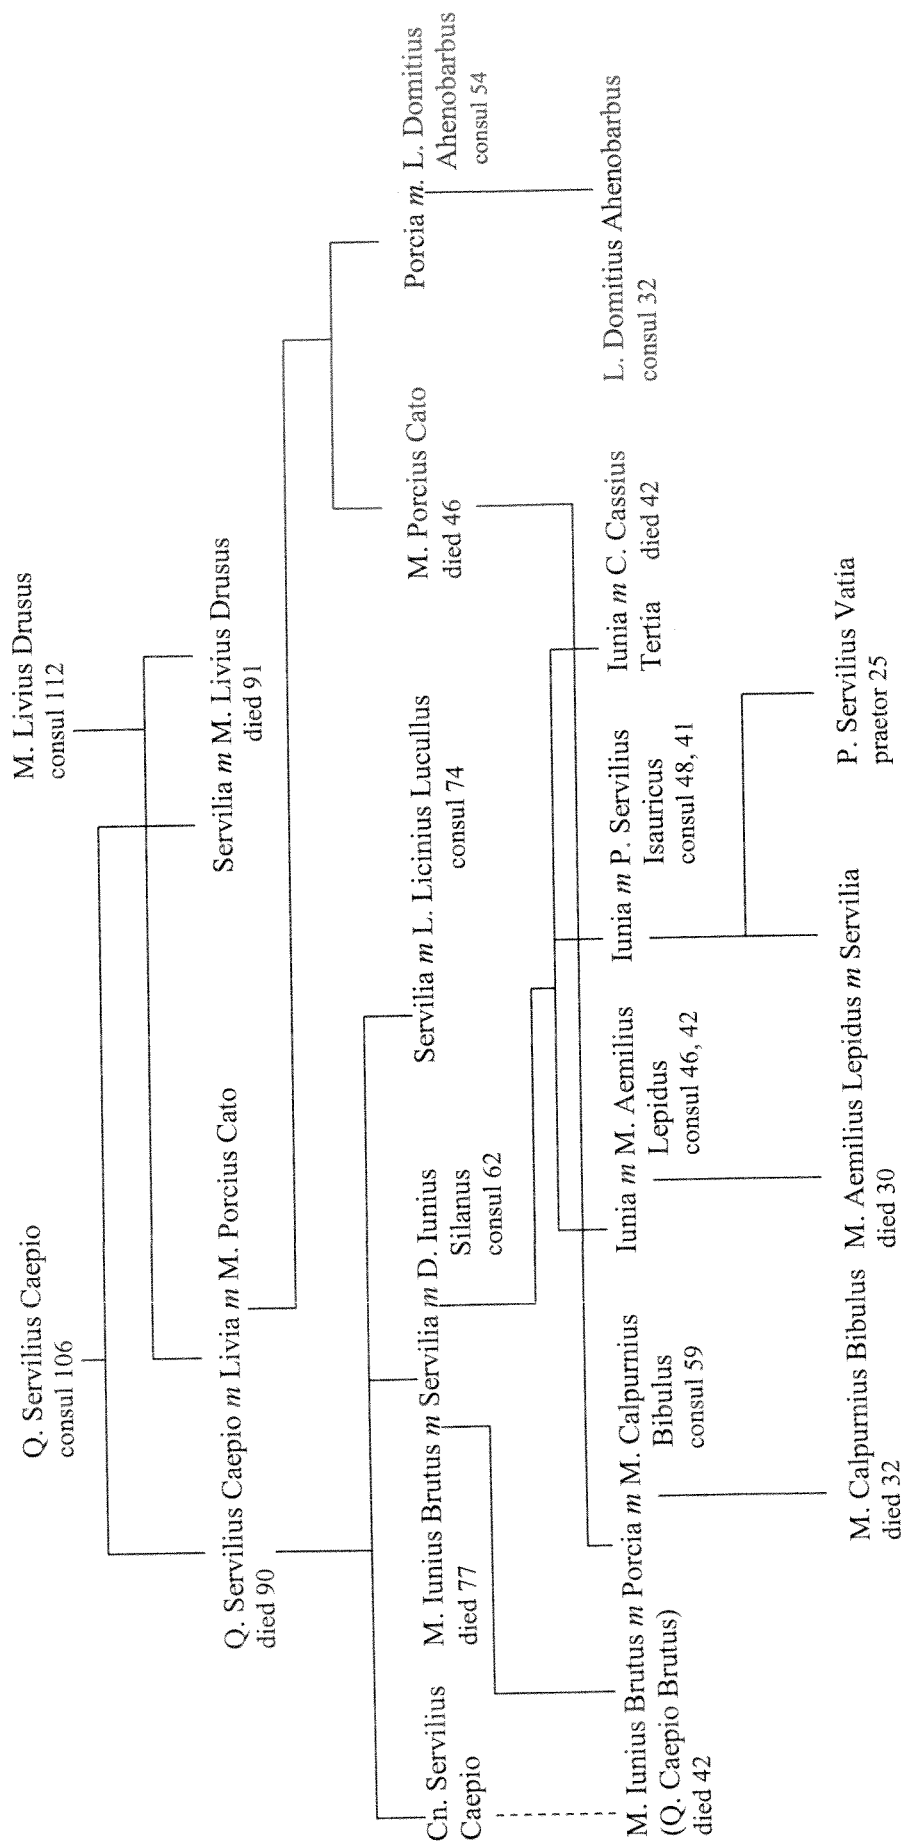 Q. Servilius Caepio
consul 106
M. Livius Drusus
consul 112
Q. Servilius Caepio m Livia m M. Porcius Cato
died 90
Servilia m M. Livius Drusus
died 91
Cn. Servilius
Caepio
M. Iunius Brutus m Servilia m D. Iunius
died 77
Silanus
consul 62
Servilia m L. Licinius Lucullus
consul 74
M. Porcius Cato
died 46
Porcia m. L. Domitius
Ahenobarbus
consul 54
M. Iunius Brutus m Porcia m M. Calpurnius
(Q. Caepio Brutus)
died 42
Bibulus
consul 59
Iunia m M. Aemilius
Lepidus
consul 46, 42
Iunia m P. Servilius
Isauricus
consul 48, 41
Iunia m C. Cassius
Tertia
died 42
L. Domitius Ahenobarbus
consul 32
M. Calpurnius Bibulus
died 32
M. Aemilius Lepidus m Servilia
died 30
P. Servilius Vatia
praetor 25